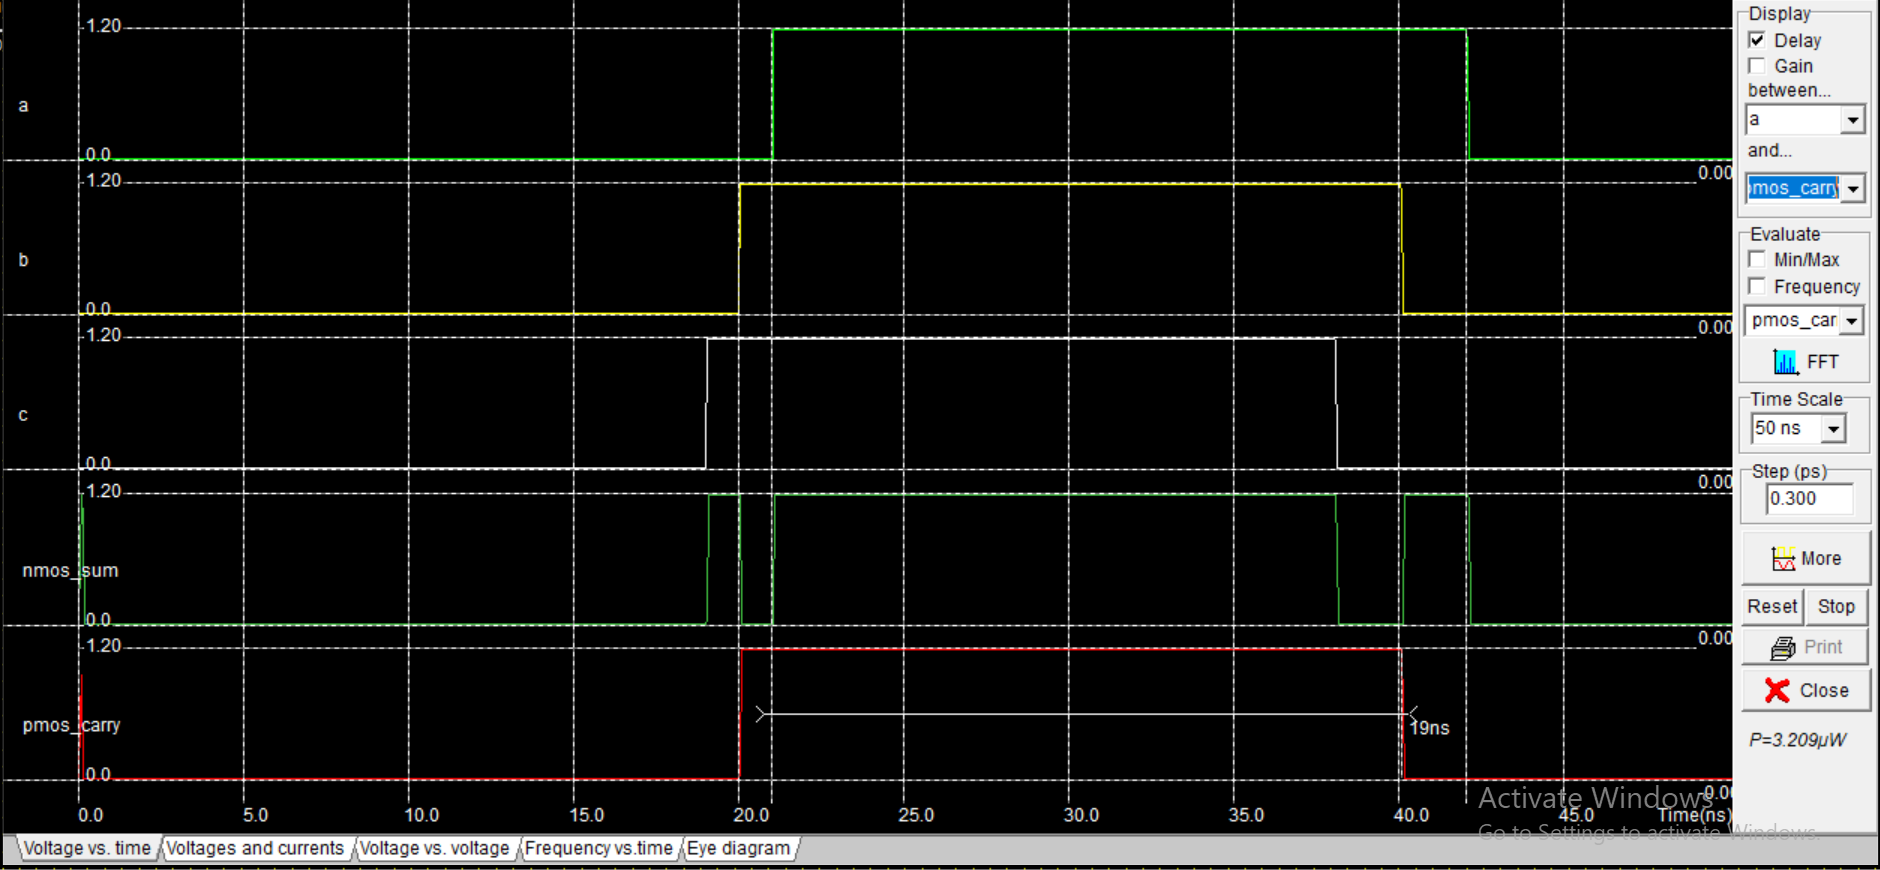 1.20
a
0.0
0.00
1.20
b
0.0
0.00
1.20
c
0.0
0.00
1.20
nmos_sum
0.0
0.00
1.20
pmos_carry
19ns
0.0
0.0 5.0 10.0 15.0 20.0 25.0 30.0 35.0 40.0 45.0 Time(ns)
Voltage vs. time Voltages and currents Voltage vs. voltage Frequency vs.time Eye diagram
Display
Delay
Gain
between...
a
and...
pmos_carry
Evaluate
Min/Max
Frequency
pmos_car
FFT
Time Scale
50 ns
Step (ps)
0.300
More
Reset Stop
Print
Close
P=3.209µW
Activate Windows
Go to Settings to activate Windows.